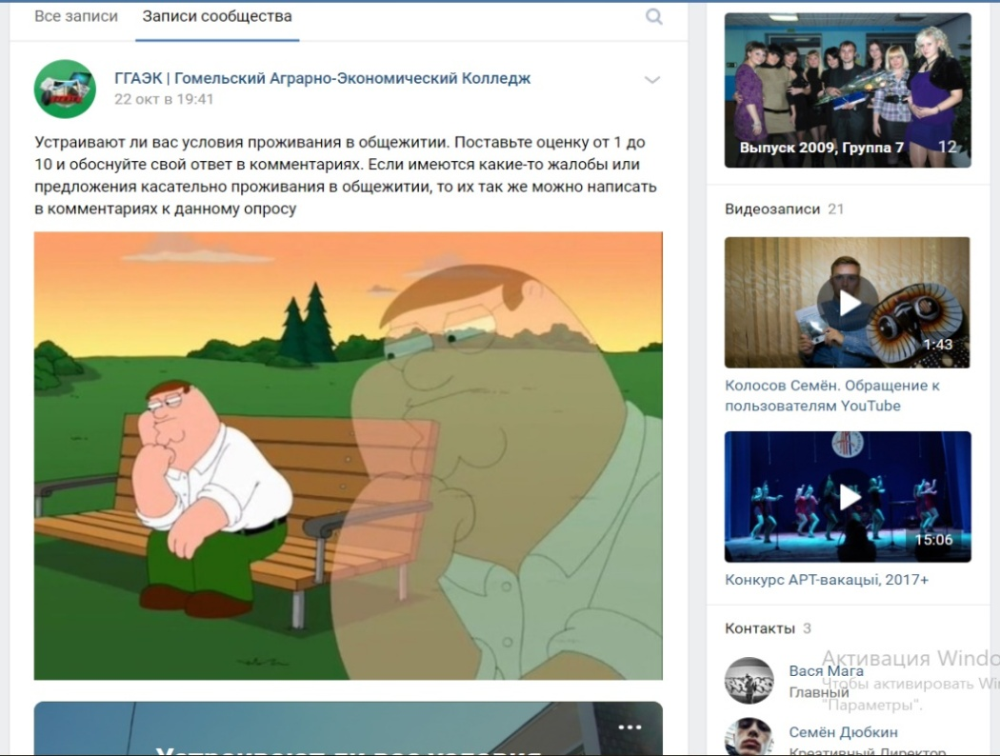 Все записи
Записи сообщества
ГГАЭК | Гомельский Аграрно-Экономический Колледж
22 окт в 19:41
Устраивают ли вас условия проживания в общежитии. Поставьте оценку от 1 до
10 и обоснуйте свой ответ в комментариях. Если имеются какие-то жалобы или
предложения касательно проживания в общежитии, то их так же можно написать
в комментариях к данному опросу
Устраивают ли вас условия
Выпуск 2009, Группа 7 12
Видеозаписи 21
1:43
Колосов Семён. Обращение к
пользователям YouTube
15:06
Конкурс АРТ-вакацыі, 2017+
Контакты 3
Вася Мага
Главный
Семён Дюбкин
Креативный Директор
Активация Windo
Чтобы активировать Wi
"Параметры".